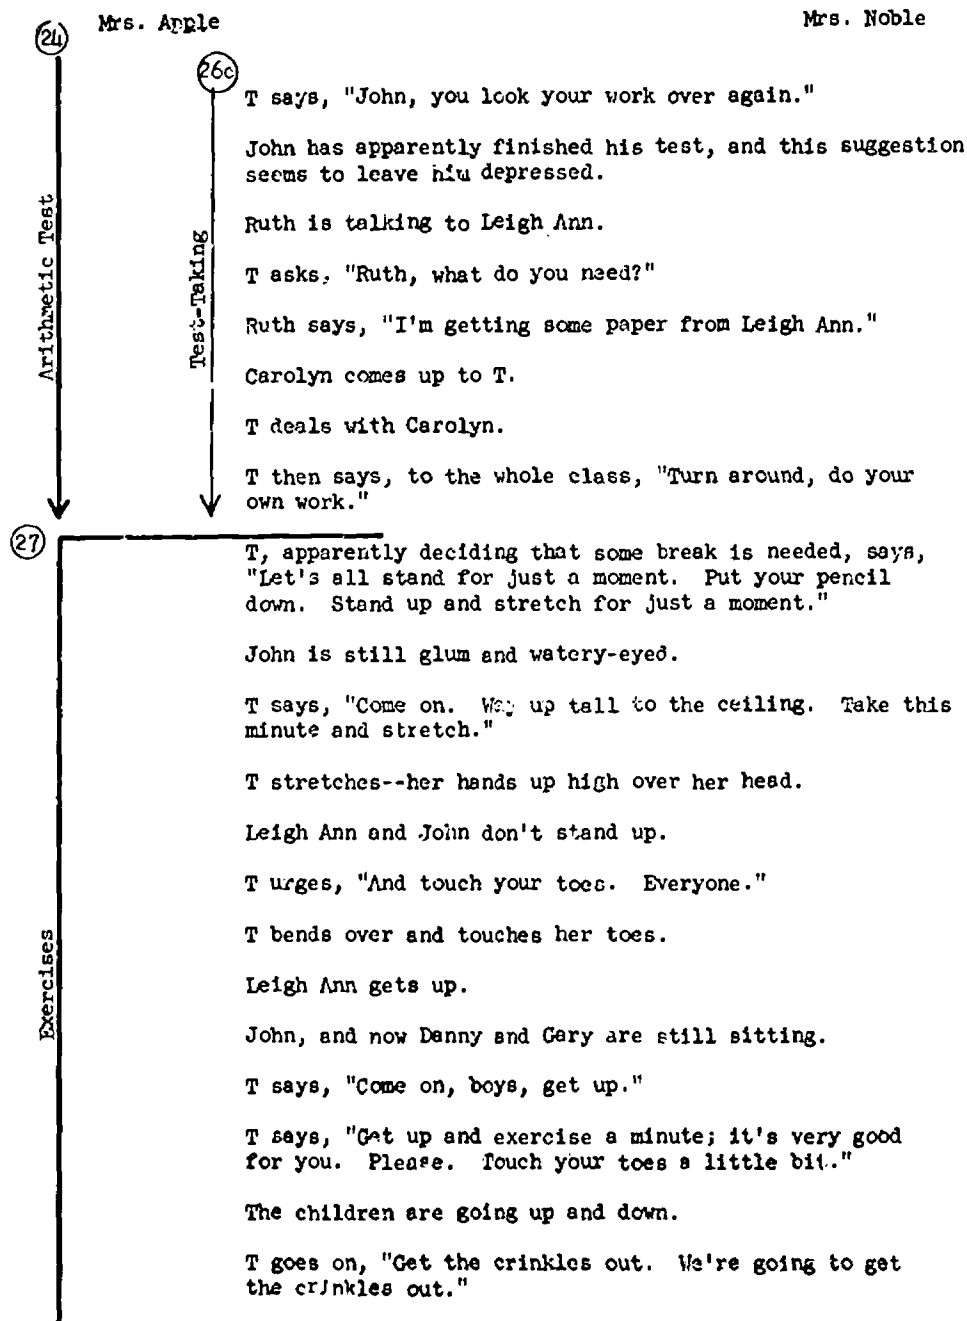 Mrs. Apple
Mrs. Noble
24
26c
T says, "John, you look your work over again."
John has apparently finished his test, and this suggestion
seems to leave him depressed.
Ruth is talking to Leigh Ann.
T asks, "Ruth, what do you need?"
Ruth says, "I'm getting some paper from Leigh Ann."
Carolyn comes up to T.
T deals with Carolyn.
T then says, to the whole class, "Turn around, do your
own work."
Arithmetic Test
Test-Taking
27
T, apparently deciding that some break is needed, says,
"Let's all stand for just a moment. Put your pencil
down. Stand up and stretch for just a moment."
John is still glum and watery-eyed.
T says, "Come on. Way up tall to the ceiling. Take this
minute and stretch."
T stretches--her hands up high over her head.
Leigh Ann and John don't stand up.
T urges, "And touch your toes. Everyone."
T bends over and touches her toes.
Leigh Ann gets up.
John, and now Danny and Gary are still sitting.
T says, "Come on, boys, get up."
T says, "Get up and exercise a minute; it's very good
for you. Please. Touch your toes a little bit."
The children are going up and down.
T goes on, "Get the crinkles out. We're going to get
the crinkles out."
Exercises